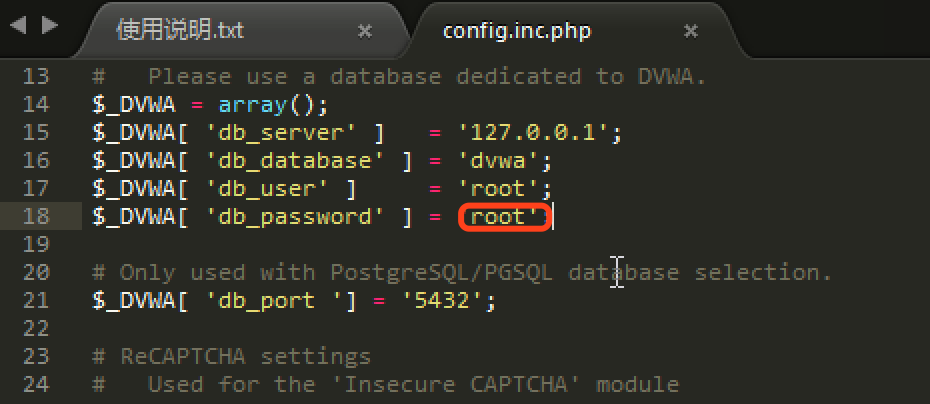 使用说明.txt × config.inc.php ×
13 #   Please use a database dedicated to DVWA.
14 $_DVWA = array();
15 $_DVWA[ 'db_server' ]   = '127.0.0.1';
16 $_DVWA[ 'db_database' ] = 'dvwa';
17 $_DVWA[ 'db_user' ]     = 'root';
18 $_DVWA[ 'db_password' ] = 'root';
19
20 # Only used with PostgreSQL/PGSQL database selection.
21 $_DVWA[ 'db_port '] = '5432';
22
23 # ReCAPTCHA settings
24 #   Used for the 'Insecure CAPTCHA' module